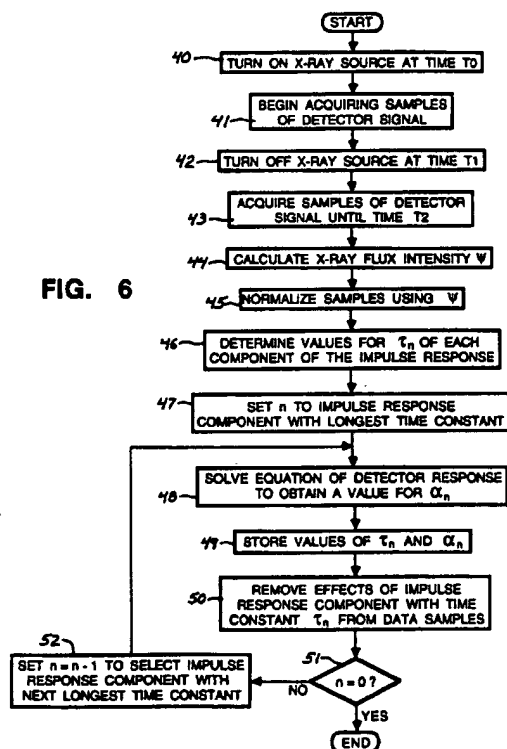 START
40
TURN ON X-RAY SOURCE AT TIME T0
41
BEGIN ACQUIRING SAMPLES
OF DETECTOR SIGNAL
42
TURN OFF X-RAY SOURCE AT TIME T1
43
ACQUIRE SAMPLES OF DETECTOR
SIGNAL UNTIL TIME T2
44
CALCULATE X-RAY FLUX INTENSITY Ψ
FIG. 6
45
NORMALIZE SAMPLES USING Ψ
46
DETERMINE VALUES FOR τn OF EACH
COMPONENT OF THE IMPULSE RESPONSE
47
SET n TO IMPULSE RESPONSE
COMPONENT WITH LONGEST TIME CONSTANT
48
SOLVE EQUATION OF DETECTOR RESPONSE
TO OBTAIN A VALUE FOR αn
49
STORE VALUES OF τn AND αn
50
REMOVE EFFECTS OF IMPULSE
RESPONSE COMPONENT WITH TIME
CONSTANT τn FROM DATA SAMPLES
51
n=0?
52
SET n=n-1 TO SELECT IMPULSE
RESPONSE COMPONENT WITH
NEXT LONGEST TIME CONSTANT
NO
YES
END